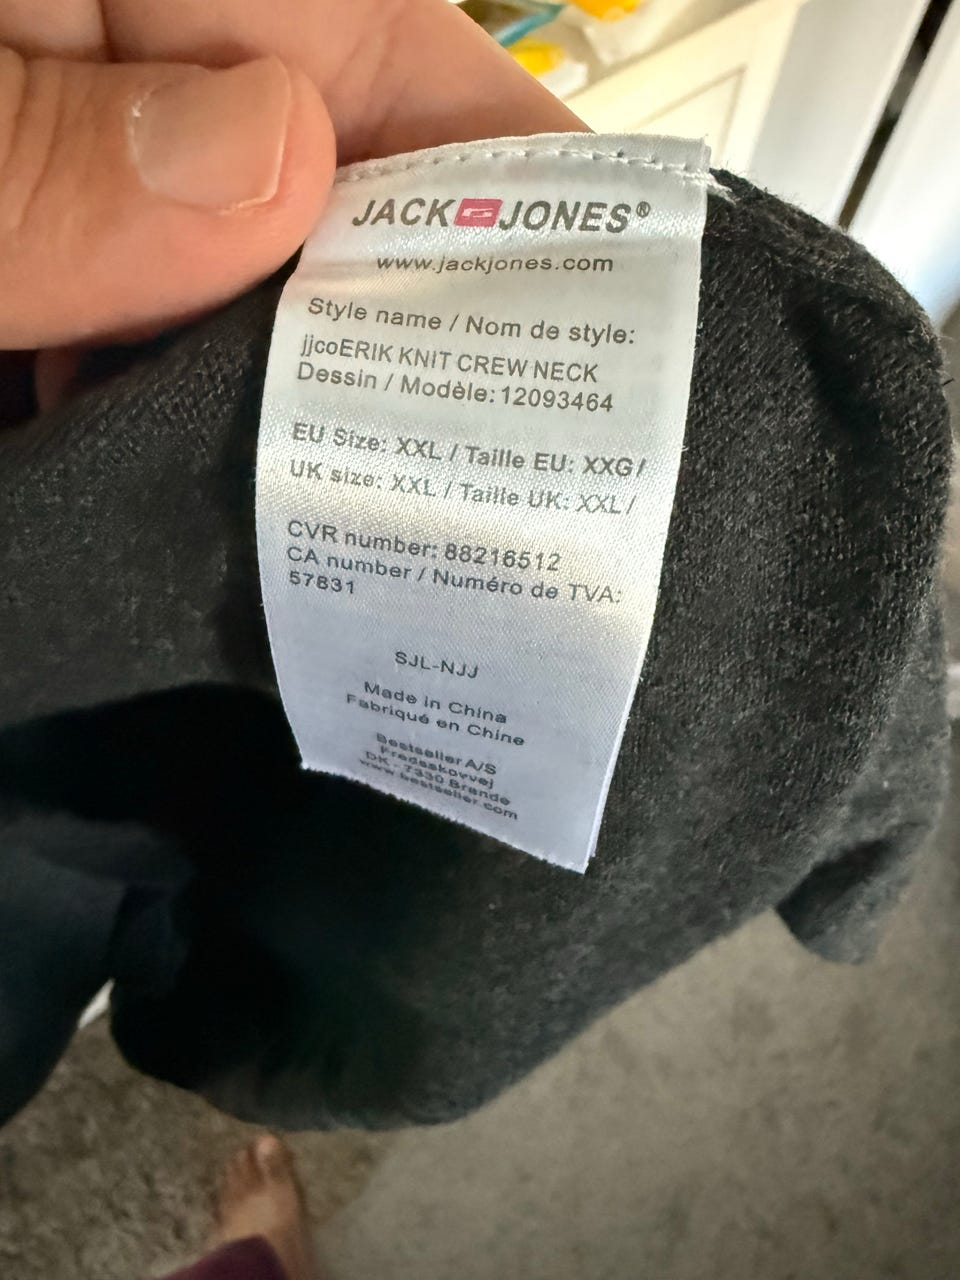 JACK JONES®
www.jackjones.com
Style name / Nom de style:
jjcoERIK KNIT CREW NECK
Dessin / Modèle: 12093464
EU Size: XXL / Taille EU: XXG /
UK size: XXL / Taille UK: XXL /
CVR number: 88216512
CA number / Numéro de TVA:
57831
SJL-NJJ
Made in China
Fabriqué en Chine
Bestseller A/S
Fredskovvej
DK - 7330 Brande
www.bestseller.com